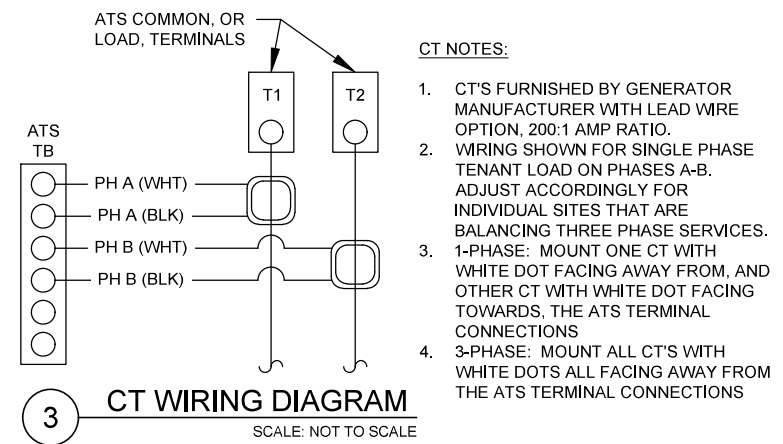 ATS COMMON, OR
LOAD, TERMINALS
T1
T2
ATS
TB
PH A (WHT)
PH A (BLK)
PH B (WHT)
PH B (BLK)
3
CT WIRING DIAGRAM
SCALE: NOT TO SCALE
CT NOTES:
1. CT'S FURNISHED BY GENERATOR
MANUFACTURER WITH LEAD WIRE
OPTION, 200:1 AMP RATIO.
2. WIRING SHOWN FOR SINGLE PHASE
TENANT LOAD ON PHASES A-B.
ADJUST ACCORDINGLY FOR
INDIVIDUAL SITES THAT ARE
BALANCING THREE PHASE SERVICES.
3. 1-PHASE: MOUNT ONE CT WITH
WHITE DOT FACING AWAY FROM, AND
OTHER CT WITH WHITE DOT FACING
TOWARDS, THE ATS TERMINAL
CONNECTIONS
4. 3-PHASE: MOUNT ALL CT'S WITH
WHITE DOTS ALL FACING AWAY FROM
THE ATS TERMINAL CONNECTIONS